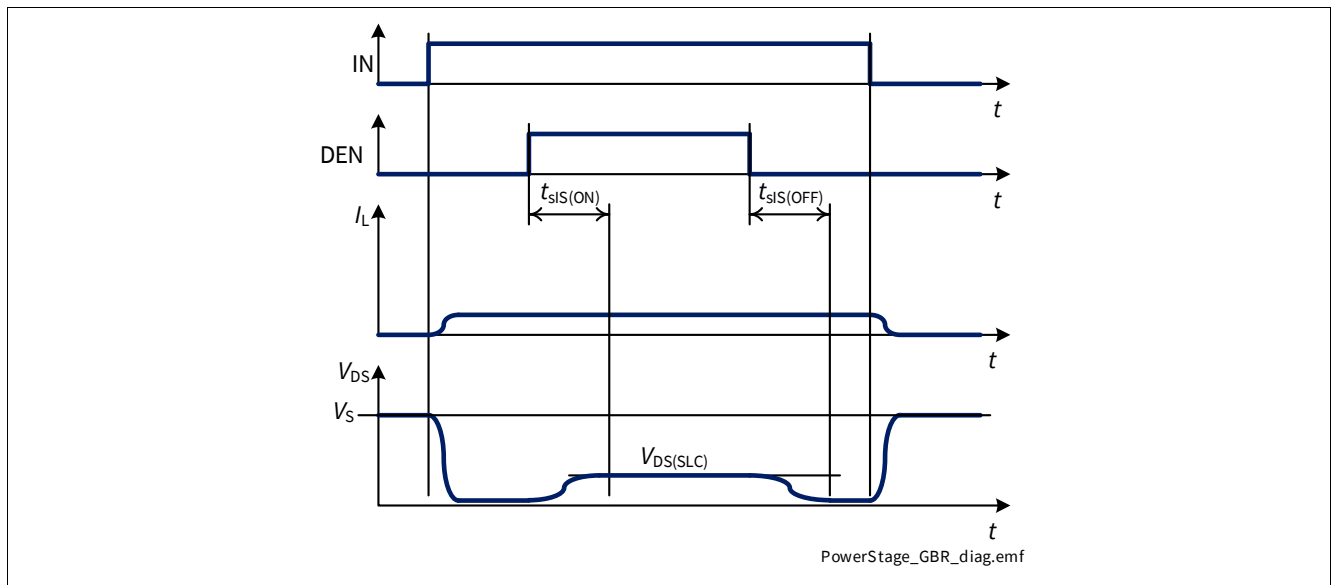 IN
t
DEN
t
tsIS(ON)
tsIS(OFF)
IL
t
VDS
VS
VDS(SLC)
t
PowerStage_GBR_diag.emf